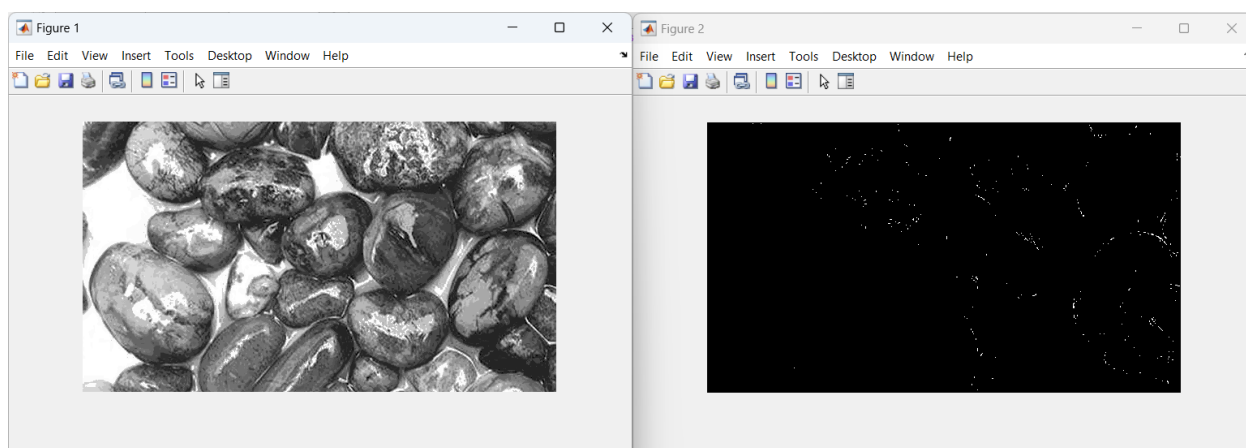 Figure 1
File Edit View Insert Tools Desktop Window Help
Figure 2
File Edit View Insert Tools Desktop Window Help